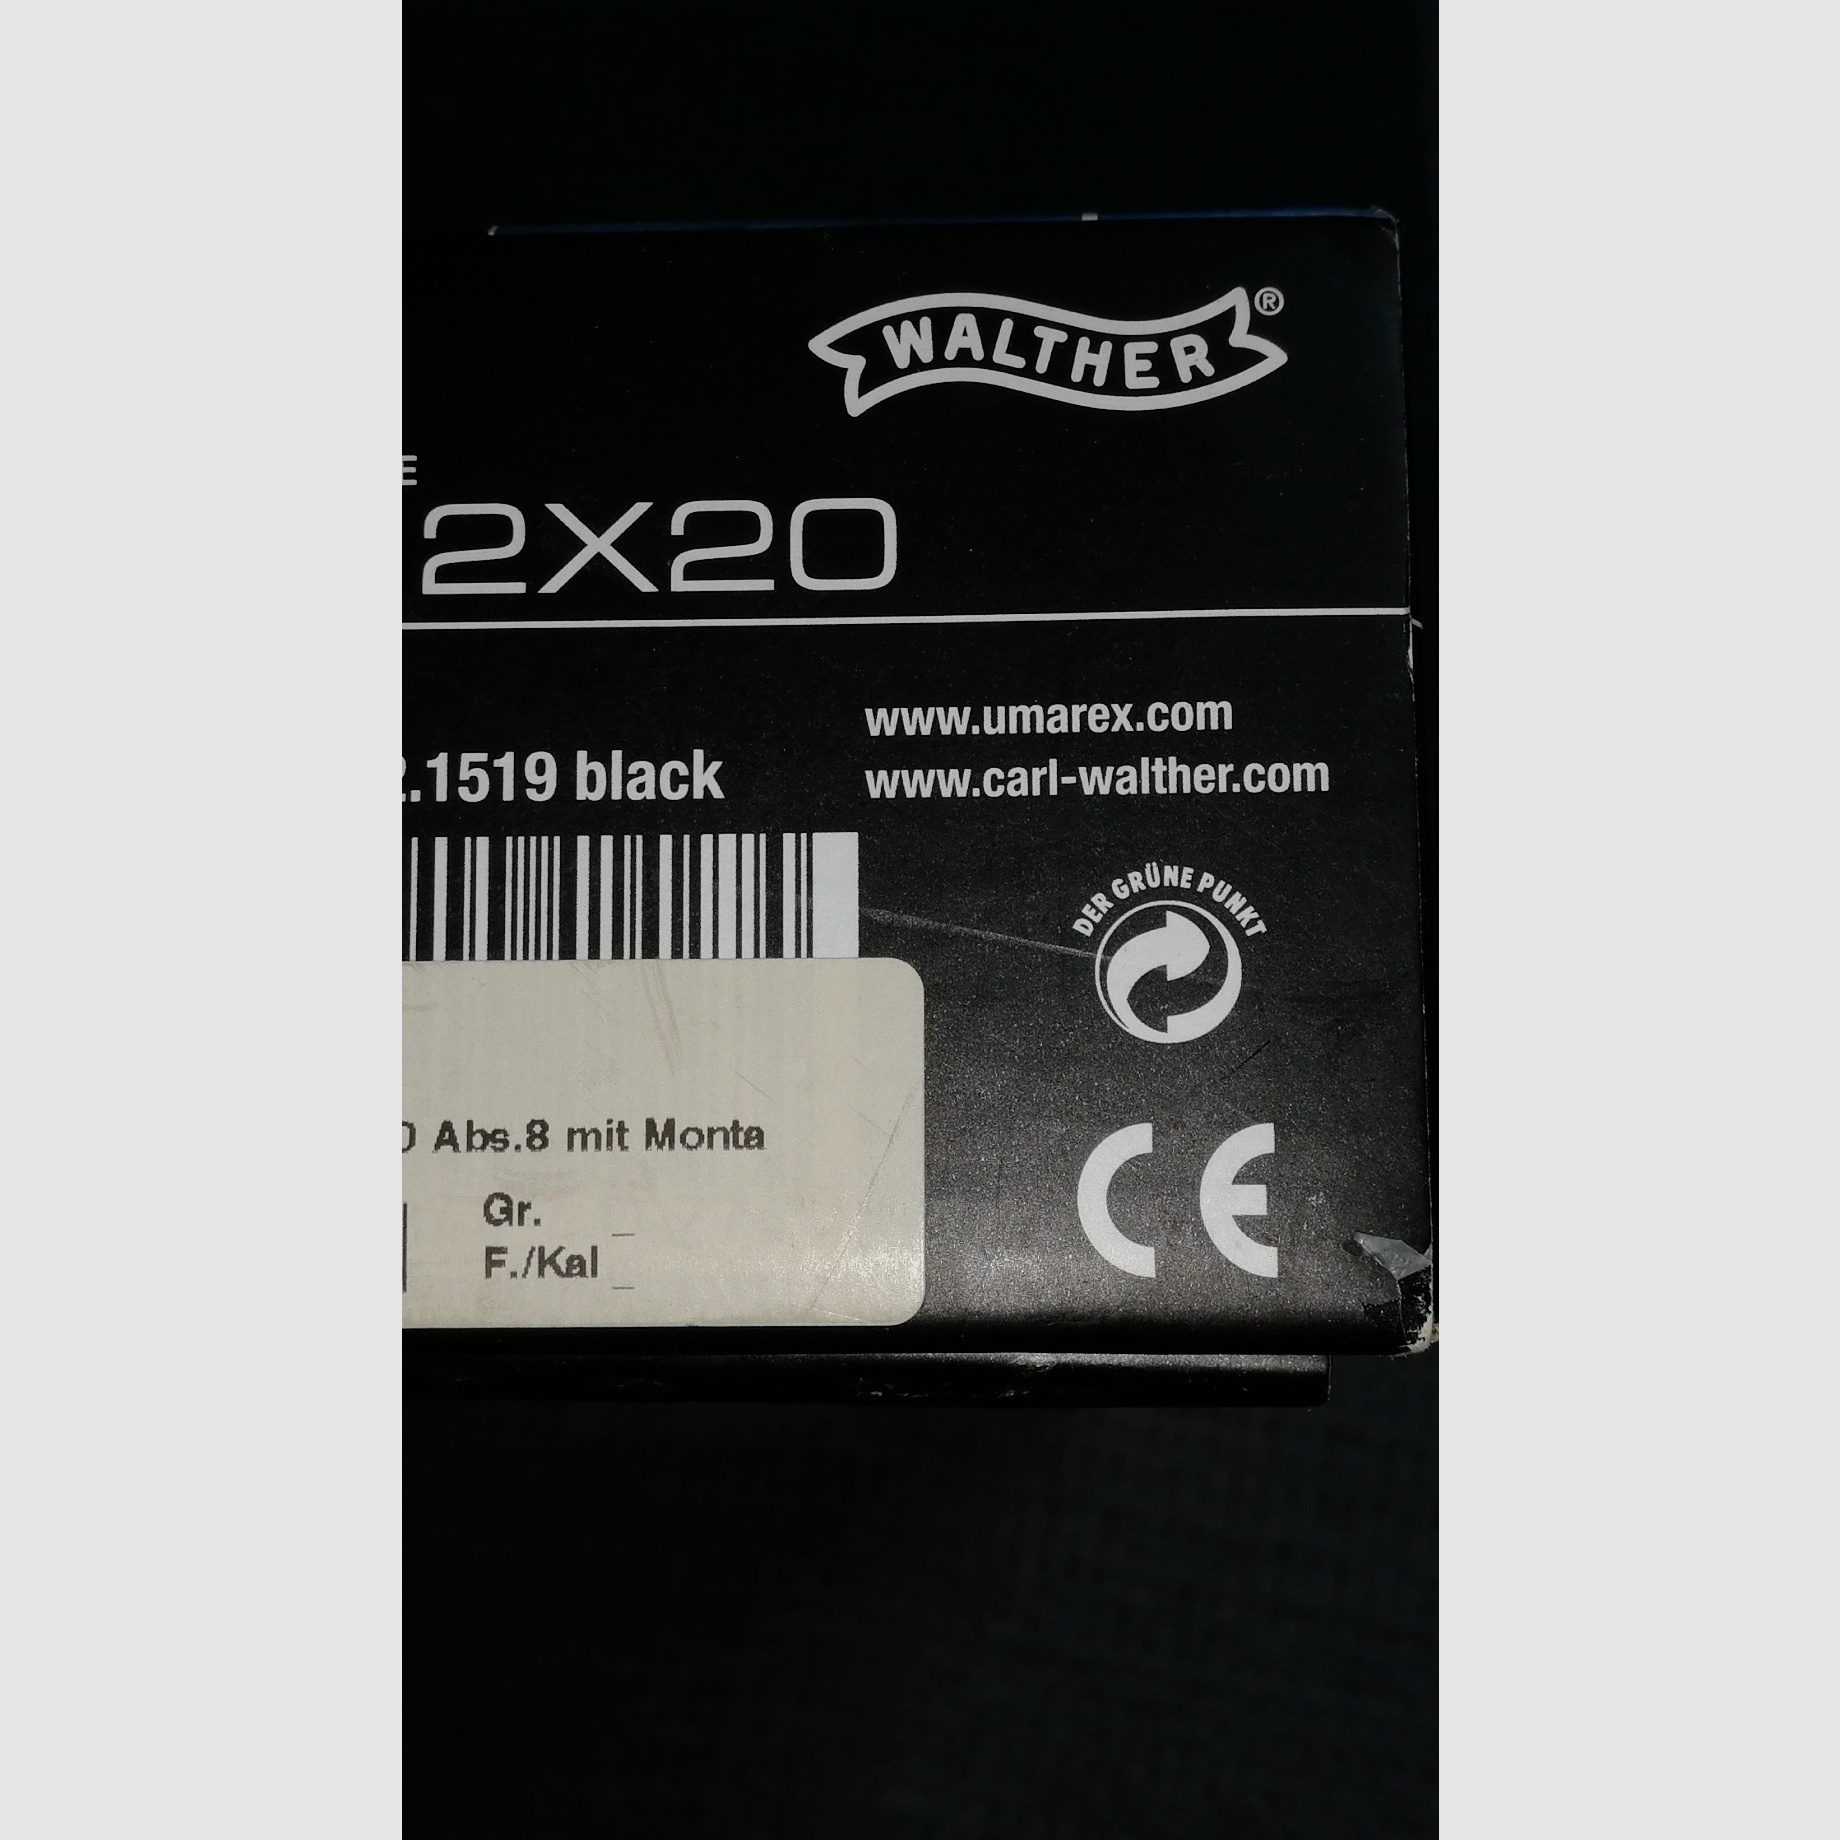 WALTHER®
E
2X20
www.umarex.com
.1519 black
www.carl-walther.com
DER GRÜNE PUNKT
Abs.8 mit Monta
Gr. _
F./Kal _
CE